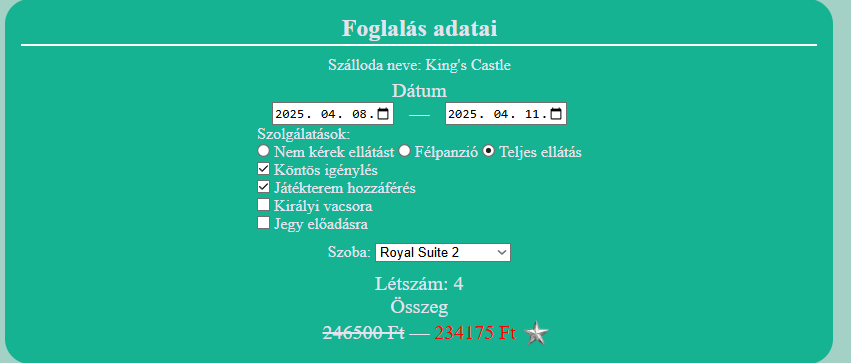 Foglalás adatai
Szálloda neve: King's Castle
Dátum
2025. 04. 08. — 2025. 04. 11.
Szolgálatások:
Nem kérek ellátást Félpanzió Teljes ellátás
Köntös igénylés
Játékterem hozzáférés
Királyi vacsora
Jegy előadásra
Szoba: Royal Suite 2
Létszám: 4
Összeg
246500 Ft — 234175 Ft